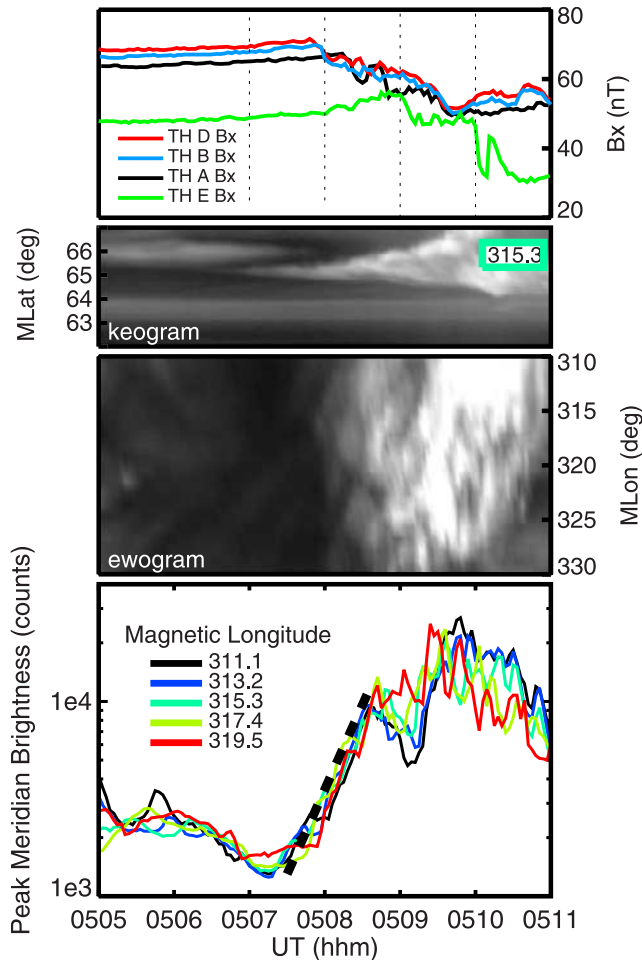 80
60
40
20
Bx (nT)
TH D Bx
TH B Bx
TH A Bx
TH E Bx
66
65
64
63
MLat (deg)
315.3
keogram
310
315
320
325
330
MLon (deg)
ewogram
Peak Meridian Brightness (counts)
1e4
1e3
Magnetic Longitude
311.1
313.2
315.3
317.4
319.5
0505 0506 0507 0508 0509 0510 0511
UT (hhm)